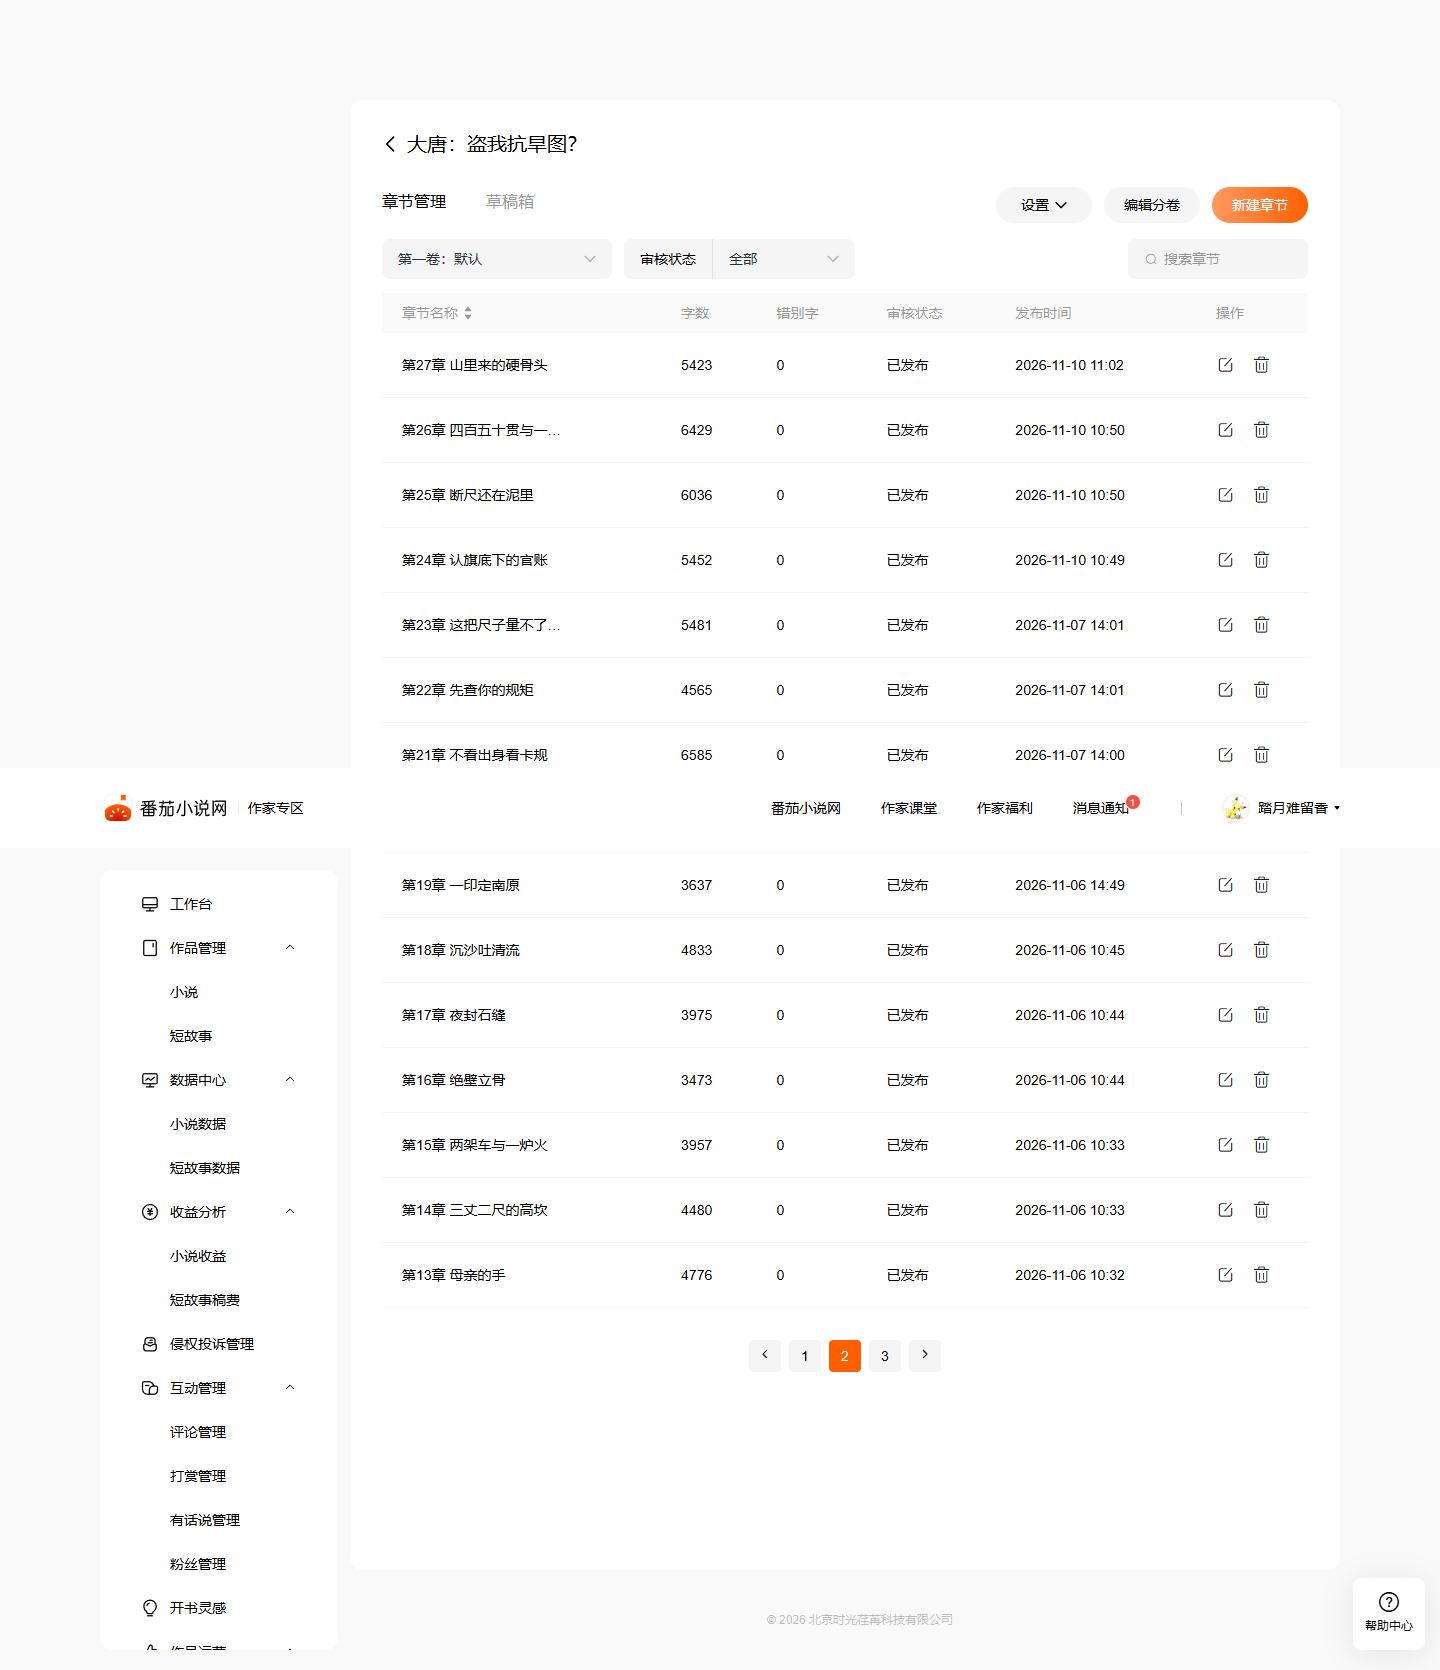 大唐：盗我抗旱图？
章节管理 草稿箱 设置 编辑分卷 新建章节
第一卷：默认 审核状态 全部 搜索章节
章节名称 字数 错别字 审核状态 发布时间 操作
第27章 山里来的硬骨头 5423 0 已发布 2026-11-10 11:02
第26章 四百五十贯与一… 6429 0 已发布 2026-11-10 10:50
第25章 断尺还在泥里 6036 0 已发布 2026-11-10 10:50
第24章 认旗底下的官账 5452 0 已发布 2026-11-10 10:49
第23章 这把尺子量不了… 5481 0 已发布 2026-11-07 14:01
第22章 先查你的规矩 4565 0 已发布 2026-11-07 14:01
第21章 不看出身看卡规 6585 0 已发布 2026-11-07 14:00
番茄小说网 作家专区 番茄小说网 作家课堂 作家福利 消息通知 1 踏月难留香
第19章 一印定南原 3637 0 已发布 2026-11-06 14:49
第18章 沉沙吐清流 4833 0 已发布 2026-11-06 10:45
第17章 夜封石缝 3975 0 已发布 2026-11-06 10:44
第16章 绝壁立骨 3473 0 已发布 2026-11-06 10:44
第15章 两架车与一炉火 3957 0 已发布 2026-11-06 10:33
第14章 三丈二尺的高坎 4480 0 已发布 2026-11-06 10:33
第13章 母亲的手 4776 0 已发布 2026-11-06 10:32
1 2 3
工作台
作品管理
小说
短故事
数据中心
小说数据
短故事数据
收益分析
小说收益
短故事稿费
侵权投诉管理
互动管理
评论管理
打赏管理
有话说管理
粉丝管理
开书灵感
© 2026 北京时光荏苒科技有限公司
帮助中心